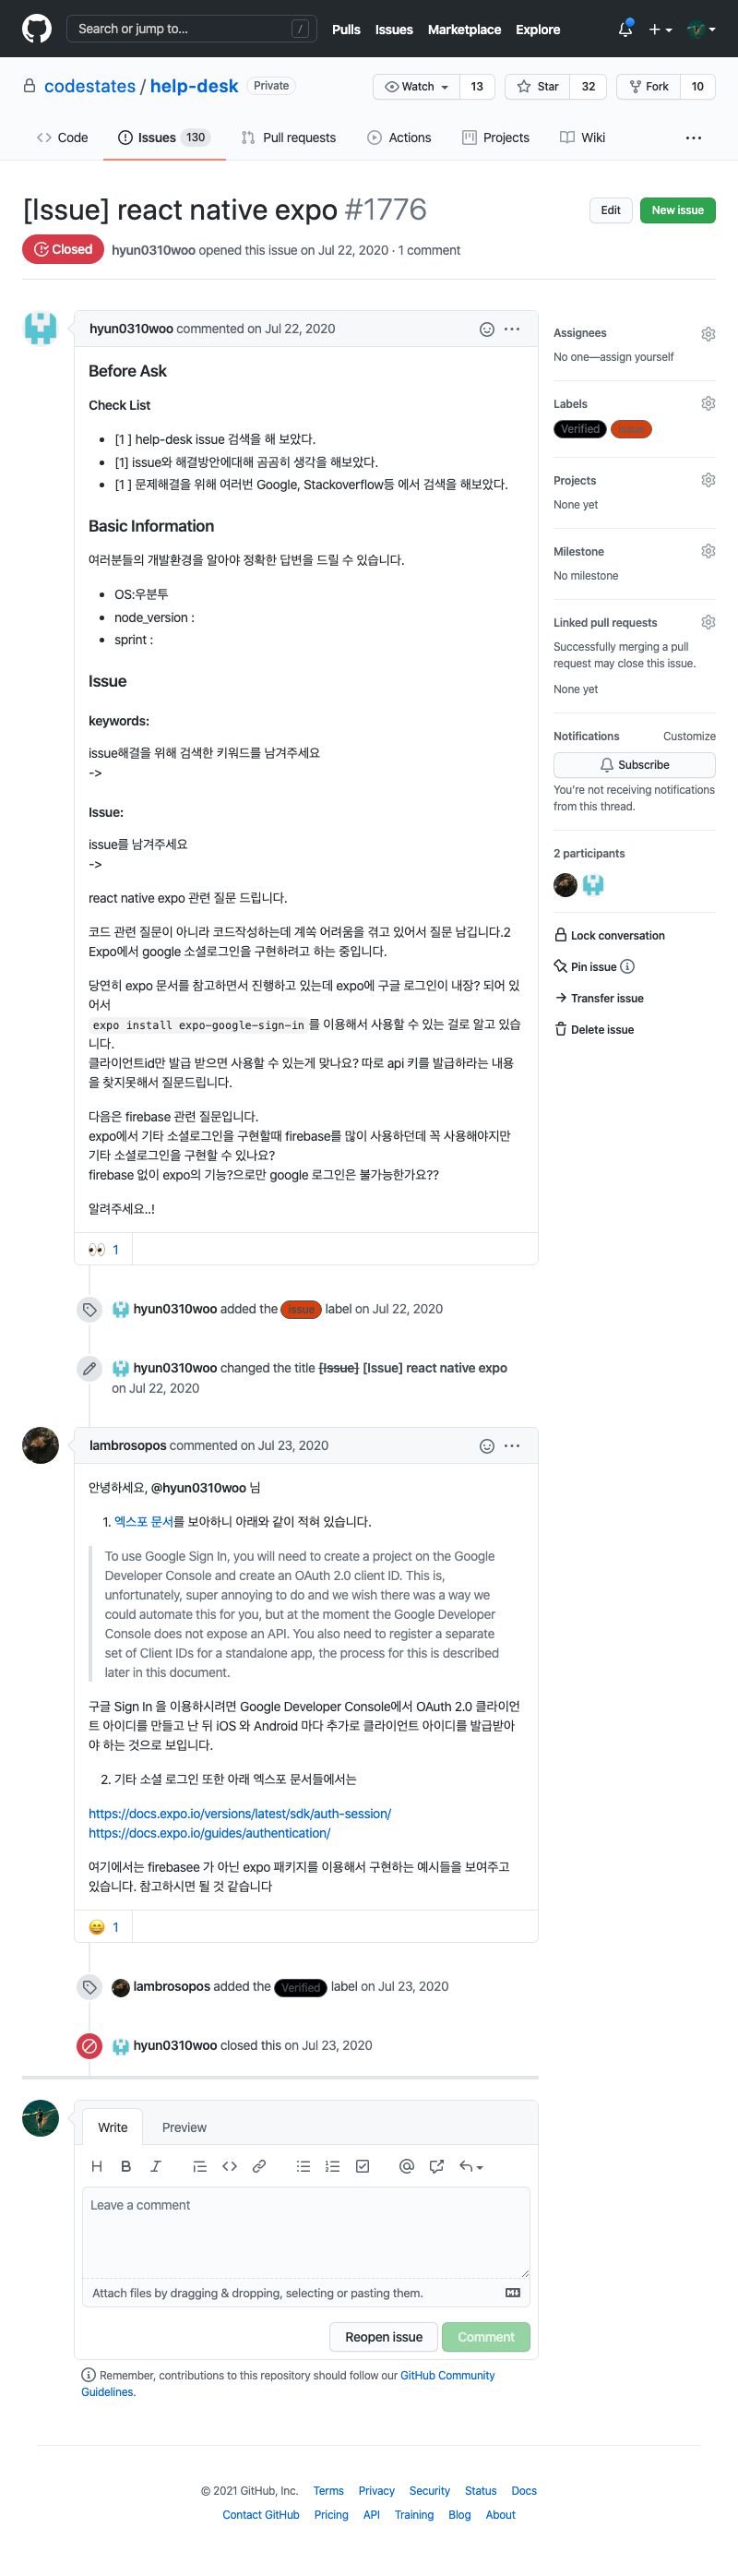 Search or jump to...
/
Pulls
Issues
Marketplace
Explore
codestates / help-desk
Private
Watch
13
Star
32
Fork
10
Code
Issues 130
Pull requests
Actions
Projects
Wiki
[Issue] react native expo #1776
Edit
New issue
Closed
hyun0310woo opened this issue on Jul 22, 2020 · 1 comment
hyun0310woo commented on Jul 22, 2020
Before Ask
Check List
• [1 ] help-desk issue 검색을 해 보았다.
• [1] issue와 해결방안에대해 곰곰히 생각을 해보았다.
• [1 ] 문제해결을 위해 여러번 Google, Stackoverflow등 에서 검색을 해보았다.
Basic Information
여러분들의 개발환경을 알아야 정확한 답변을 드릴 수 있습니다.
• OS:우분투
• node_version :
• sprint :
Issue
keywords:
issue해결을 위해 검색한 키워드를 남겨주세요
->
Issue:
issue를 남겨주세요
->
react native expo 관련 질문 드립니다.
코드 관련 질문이 아니라 코드작성하는데 계쏙 어려움을 겪고 있어서 질문 남깁니다.2
Expo에서 google 소셜로그인을 구현하려고 하는 중입니다.
당연히 expo 문서를 참고하면서 진행하고 있는데 expo에 구글 로그인이 내장? 되어 있
어서
expo install expo-google-sign-in 를 이용해서 사용할 수 있는 걸로 알고 있습
니다.
클라이언트id만 발급 받으면 사용할 수 있는게 맞나요? 따로 api 키를 발급하라는 내용
을 찾지못해서 질문드립니다.
다음은 firebase 관련 질문입니다.
expo에서 기타 소셜로그인을 구현할때 firebase를 많이 사용하던데 꼭 사용해야지만
기타 소셜로그인을 구현할 수 있나요?
firebase 없이 expo의 기능?으로만 google 로그인은 불가능한가요??
알려주세요..!
👀 1
hyun0310woo added the issue label on Jul 22, 2020
hyun0310woo changed the title [Issue] [Issue] react native expo
on Jul 22, 2020
lambrosopos commented on Jul 23, 2020
안녕하세요, @hyun0310woo 님
1. 엑스포 문서를 보아하니 아래와 같이 적혀 있습니다.
To use Google Sign In, you will need to create a project on the Google
Developer Console and create an OAuth 2.0 client ID. This is,
unfortunately, super annoying to do and we wish there was a way we
could automate this for you, but at the moment the Google Developer
Console does not expose an API. You also need to register a separate
set of Client IDs for a standalone app, the process for this is described
later in this document.
구글 Sign In 을 이용하시려면 Google Developer Console에서 OAuth 2.0 클라이언
트 아이디를 만들고 난 뒤 iOS 와 Android 마다 추가로 클라이언트 아이디를 발급받아
야 하는 것으로 보입니다.
2. 기타 소셜 로그인 또한 아래 엑스포 문서들에서는
https://docs.expo.io/versions/latest/sdk/auth-session/
https://docs.expo.io/guides/authentication/
여기에서는 firebasee 가 아닌 expo 패키지를 이용해서 구현하는 예시들을 보여주고
있습니다. 참고하시면 될 것 같습니다
😄 1
lambrosopos added the Verified label on Jul 23, 2020
hyun0310woo closed this on Jul 23, 2020
Write
Preview
Leave a comment
Attach files by dragging & dropping, selecting or pasting them.
Reopen issue
Comment
Remember, contributions to this repository should follow our GitHub Community
Guidelines.
Assignees
No one—assign yourself
Labels
Verified
issue
Projects
None yet
Milestone
No milestone
Linked pull requests
Successfully merging a pull
request may close this issue.
None yet
Notifications
Customize
Subscribe
You're not receiving notifications
from this thread.
2 participants
Lock conversation
Pin issue
Transfer issue
Delete issue
© 2021 GitHub, Inc.
Terms
Privacy
Security
Status
Docs
Contact GitHub
Pricing
API
Training
Blog
About